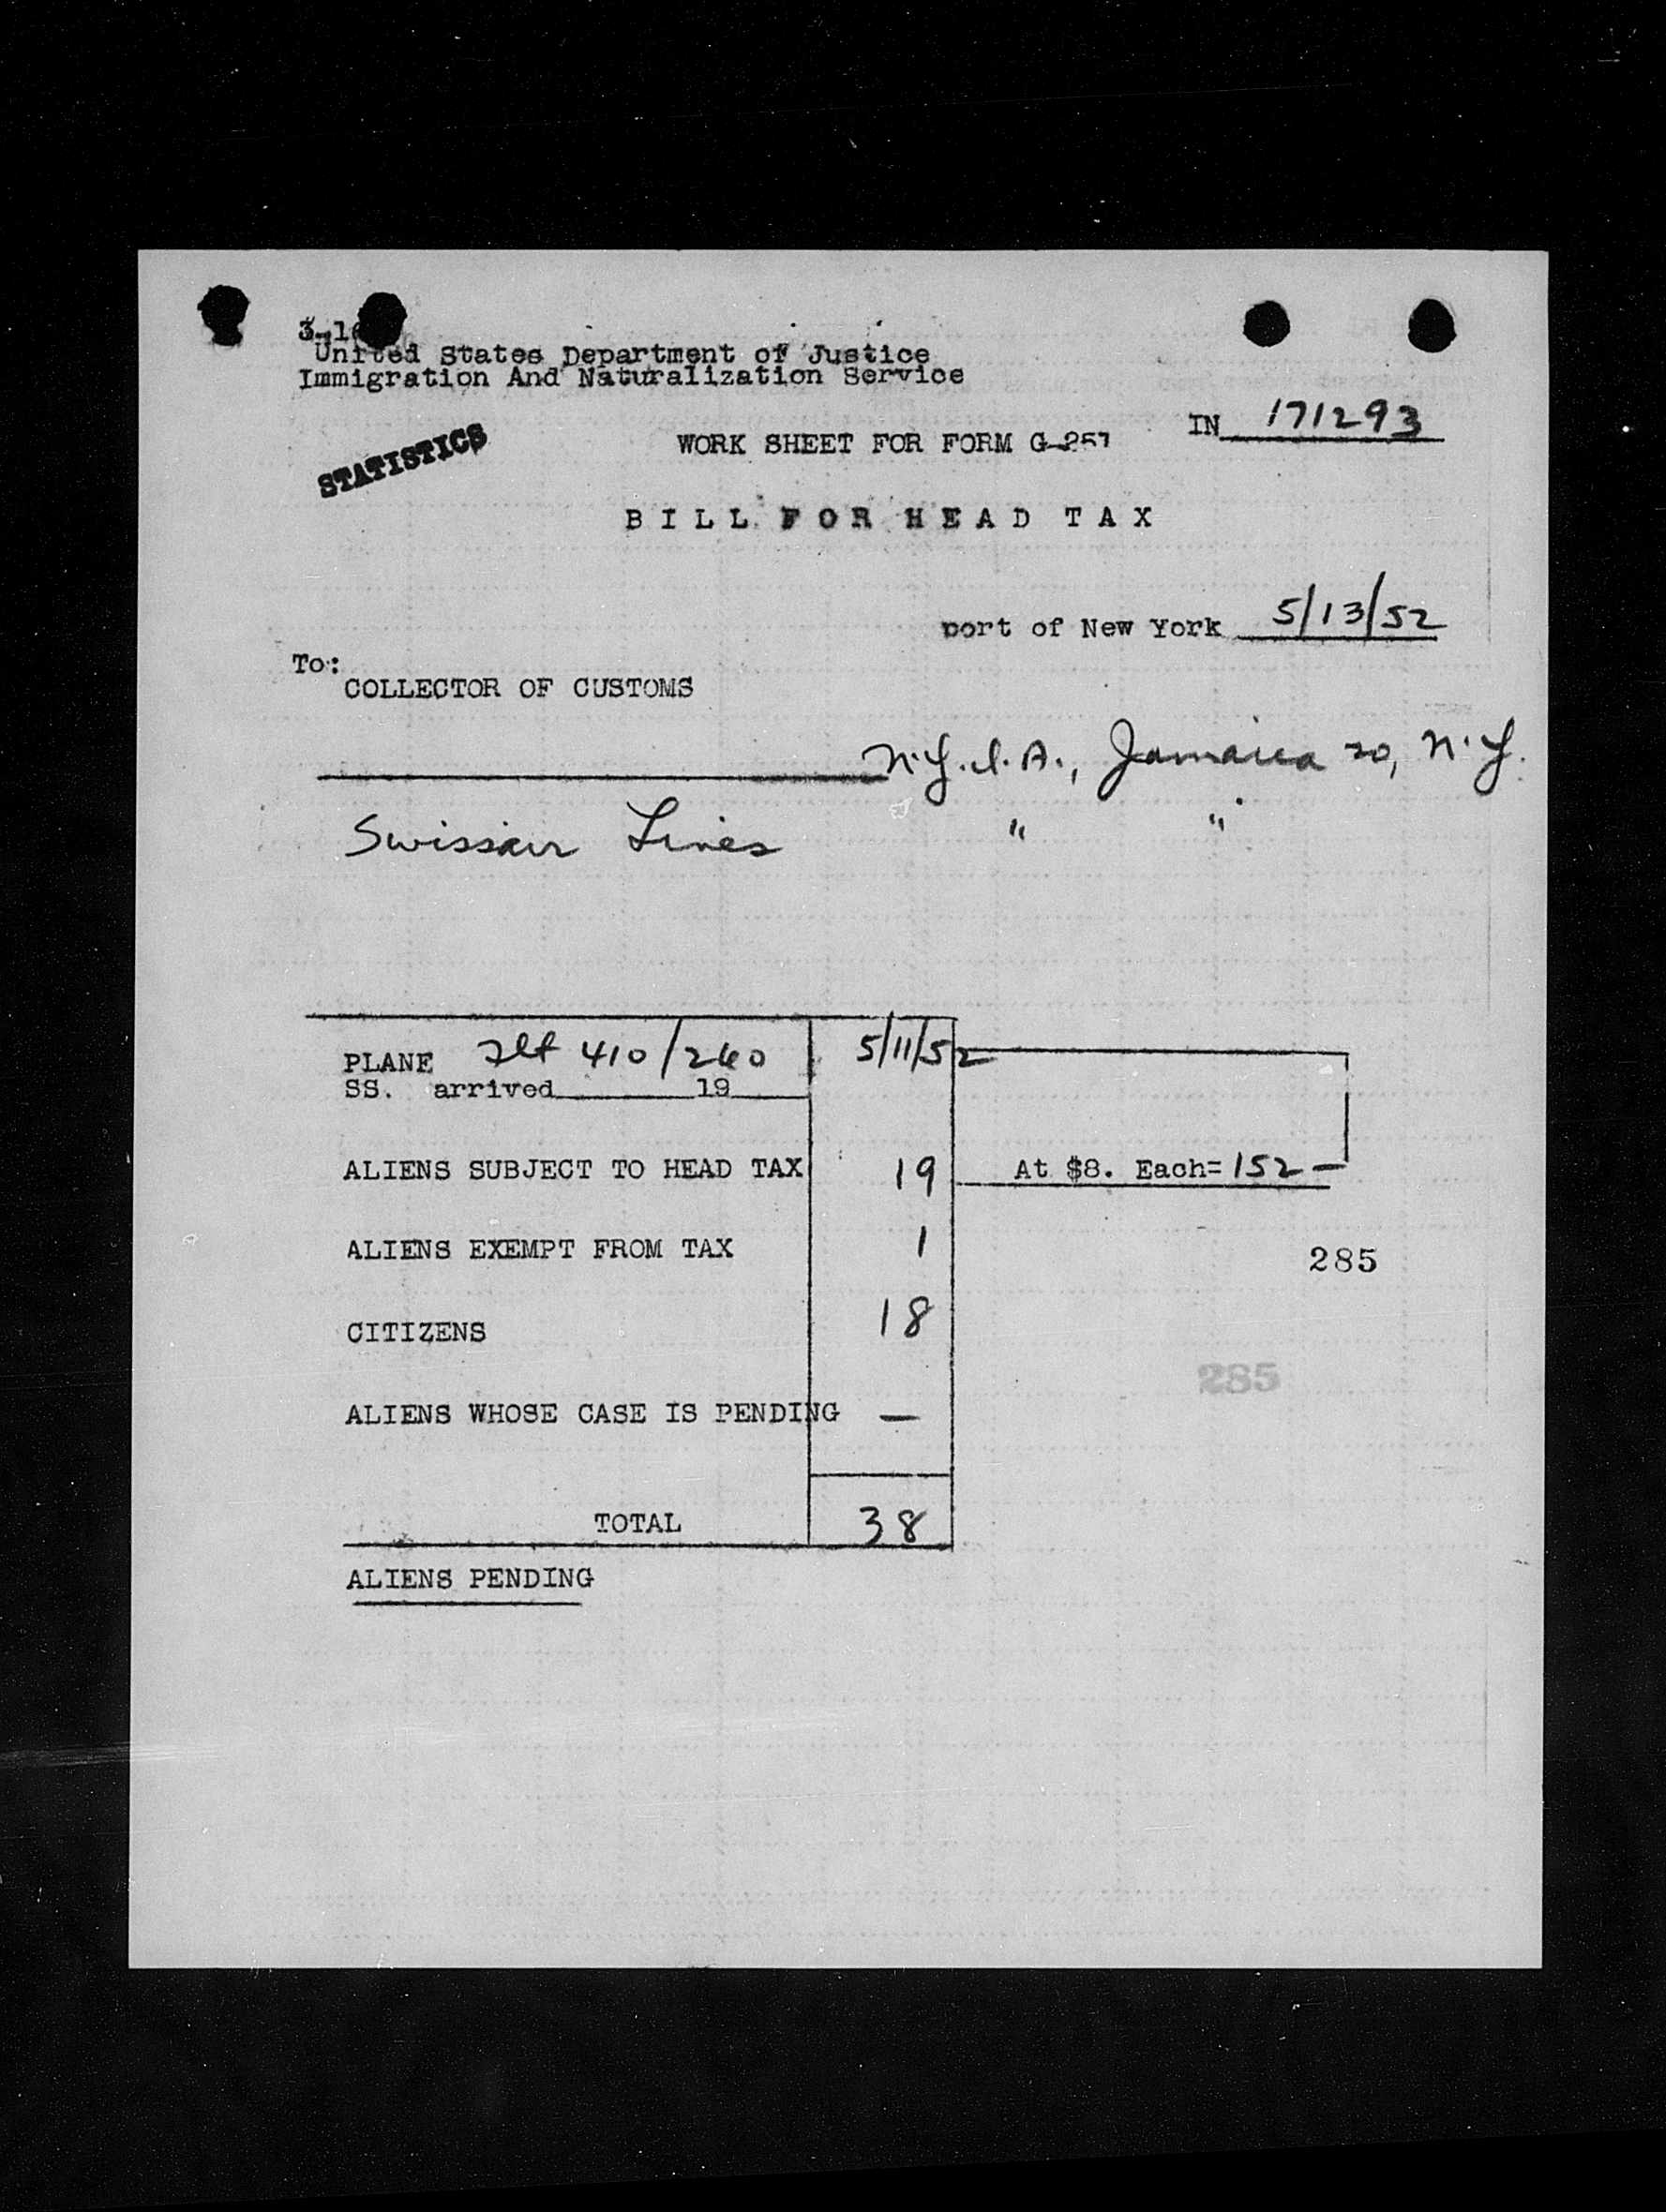 United States Department of Justice
Immigration And Naturalization Service
STATISTICS
IN 171293
WORK SHEET FOR FORM G-257
BILL FOR HEAD TAX
port of New York 5/13/52
To:
COLLECTOR OF CUSTOMS
N.Y.I.A., Jamaica 30, N.Y.
Swissair Lines " "
PLANE Flt 410/260 5/11/52
SS. arrived 19
ALIENS SUBJECT TO HEAD TAX 19 At $8. Each= 152 —
ALIENS EXEMPT FROM TAX 1
285
CITIZENS 18
285
ALIENS WHOSE CASE IS PENDING —
TOTAL 38
ALIENS PENDING